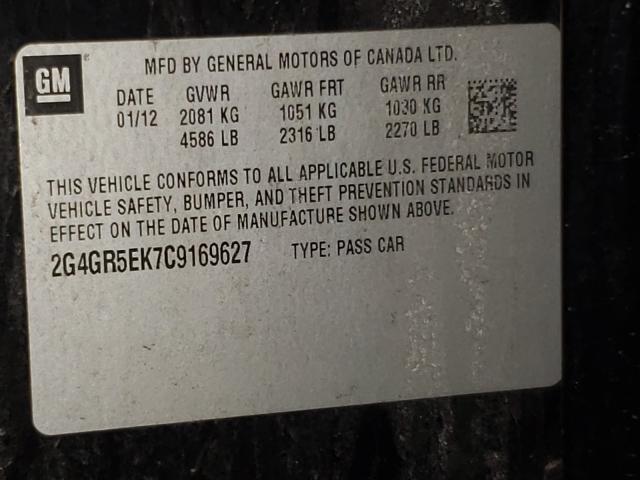 GM
MFD BY GENERAL MOTORS OF CANADA LTD.
DATE GVWR GAWR FRT GAWR RR
01/12 2081 KG 1051 KG 1030 KG
4586 LB 2316 LB 2270 LB
THIS VEHICLE CONFORMS TO ALL APPLICABLE U.S. FEDERAL MOTOR
VEHICLE SAFETY, BUMPER, AND THEFT PREVENTION STANDARDS IN
EFFECT ON THE DATE OF MANUFACTURE SHOWN ABOVE.
2G4GR5EK7C9169627 TYPE: PASS CAR